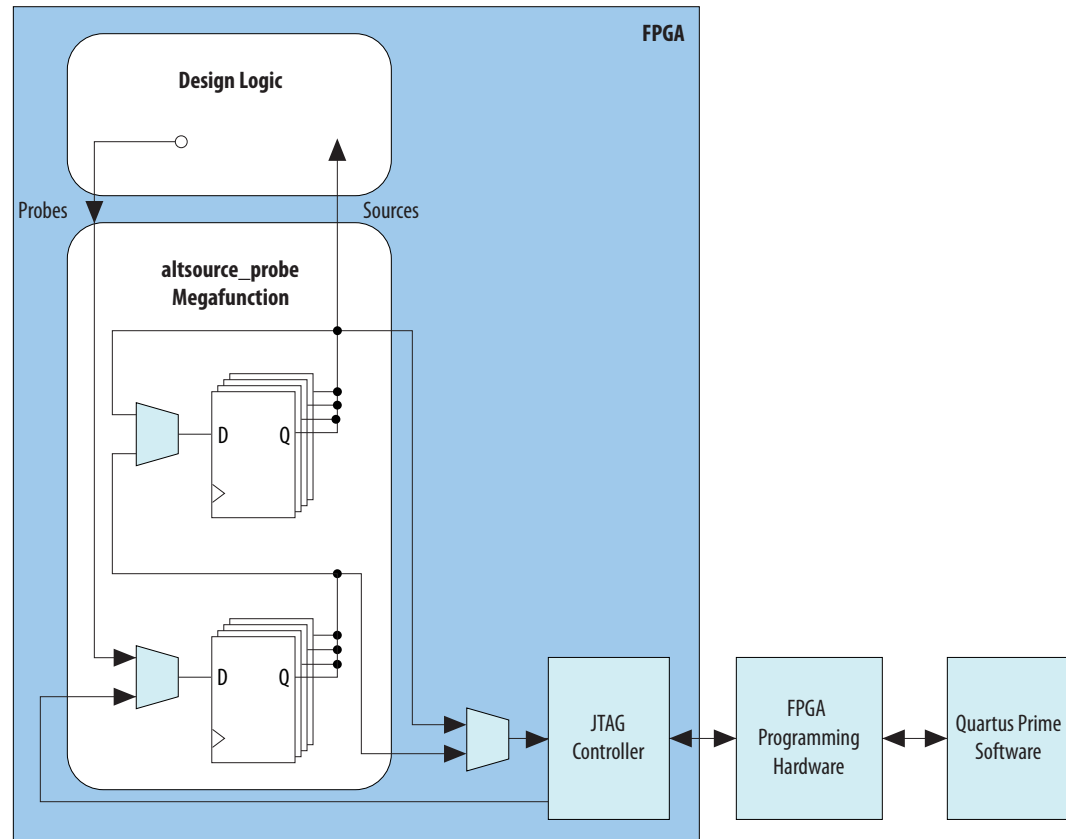 FPGA
Design Logic
Probes
Sources
altsource_probe
Megafunction
D
Q
D
Q
JTAG
Controller
FPGA
Programming
Hardware
Quartus Prime
Software